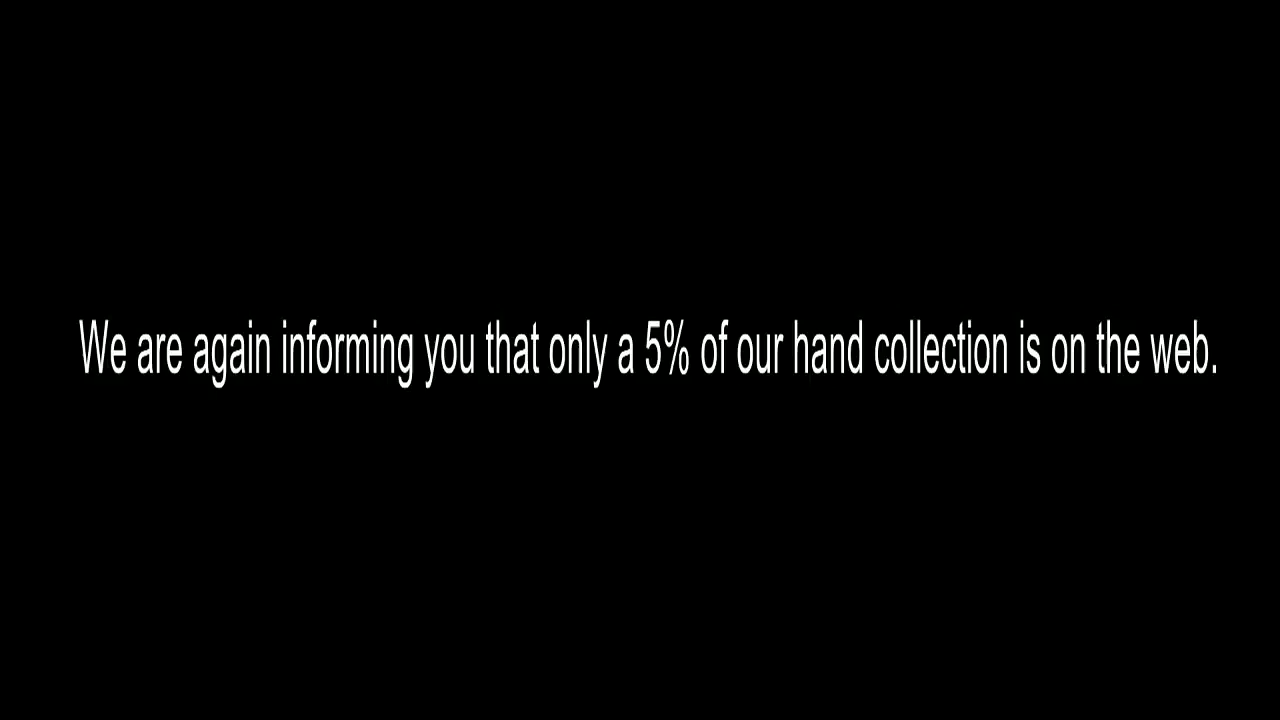 We are again informing you that only a 5% of our hand collection is on the web.